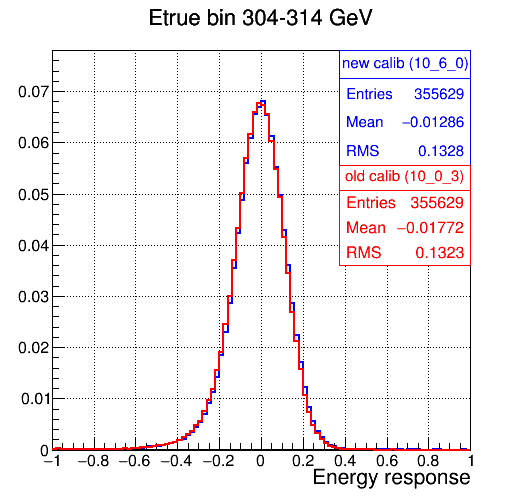 Etrue bin 304-314 GeV
new calib (10_6_0)
Entries 355629
Mean −0.01286
RMS 0.1328
old calib (10_0_3)
Entries 355629
Mean −0.01772
RMS 0.1323
0.07
0.06
0.05
0.04
0.03
0.02
0.01
0
−1 −0.8 −0.6 −0.4 −0.2 0 0.2 0.4 0.6 0.8 1
Energy response